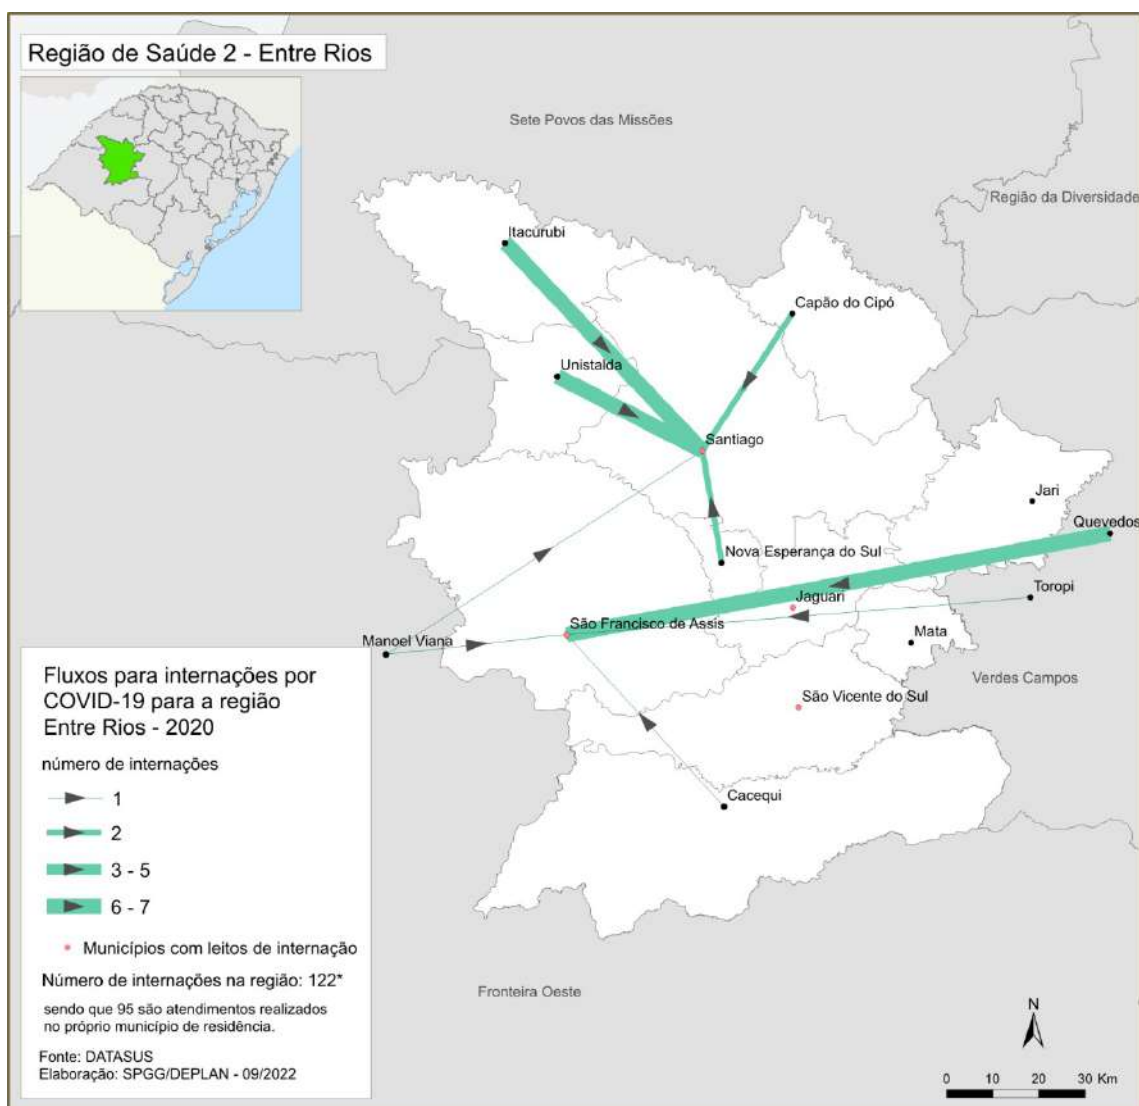 Região de Saúde 2 - Entre Rios
Sete Povos das Missões
Região da Diversidade
Itacurubi
Capão do Cipó
Unistalda
Santiago
Jari
Quevedos
Nova Esperança do Sul
Jaguari
Toropi
São Francisco de Assis
Manoel Viana
Mata
Verdes Campos
São Vicente do Sul
Cacequi
Fronteira Oeste
Fluxos para internações por
COVID-19 para a região
Entre Rios - 2020
número de internações
1
2
3 - 5
6 - 7
Municípios com leitos de internação
Número de internações na região: 122*
sendo que 95 são atendimentos realizados
no próprio município de residência.
Fonte: DATASUS
Elaboração: SPGG/DEPLAN - 09/2022
N
0 10 20 30 Km